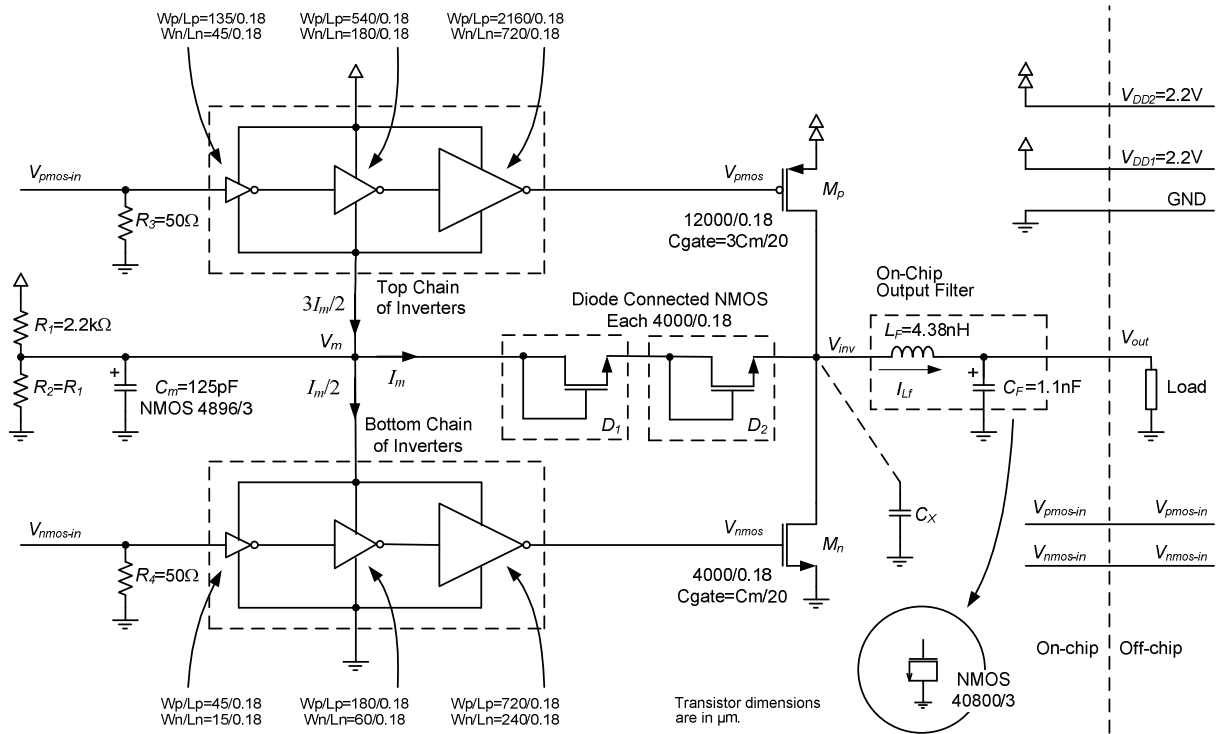 Wp/Lp=135/0.18
Wn/Ln=45/0.18
Wp/Lp=540/0.18
Wn/Ln=180/0.18
Wp/Lp=2160/0.18
Wn/Ln=720/0.18
VDD2=2.2V
VDD1=2.2V
GND
Vpmos-in
R3=50Ω
Vpmos
Mp
12000/0.18
Cgate=3Cm/20
Top Chain
of Inverters
3Im/2
R1=2.2kΩ
Vm
Im
Diode Connected NMOS
Each 4000/0.18
On-Chip
Output Filter
Vinv
LF=4.38nH
Vout
R2=R1
+
Cm=125pF
NMOS 4896/3
Im/2
D1
D2
ILf
+
CF=1.1nF
Load
Bottom Chain
of Inverters
Vnmos-in
R4=50Ω
Vnmos
Mn
4000/0.18
Cgate=Cm/20
CX
Vpmos-in
Vpmos-in
Vnmos-in
Vnmos-in
On-chip
Off-chip
NMOS
40800/3
Wp/Lp=45/0.18
Wn/Ln=15/0.18
Wp/Lp=180/0.18
Wn/Ln=60/0.18
Wp/Lp=720/0.18
Wn/Ln=240/0.18
Transistor dimensions
are in µm.